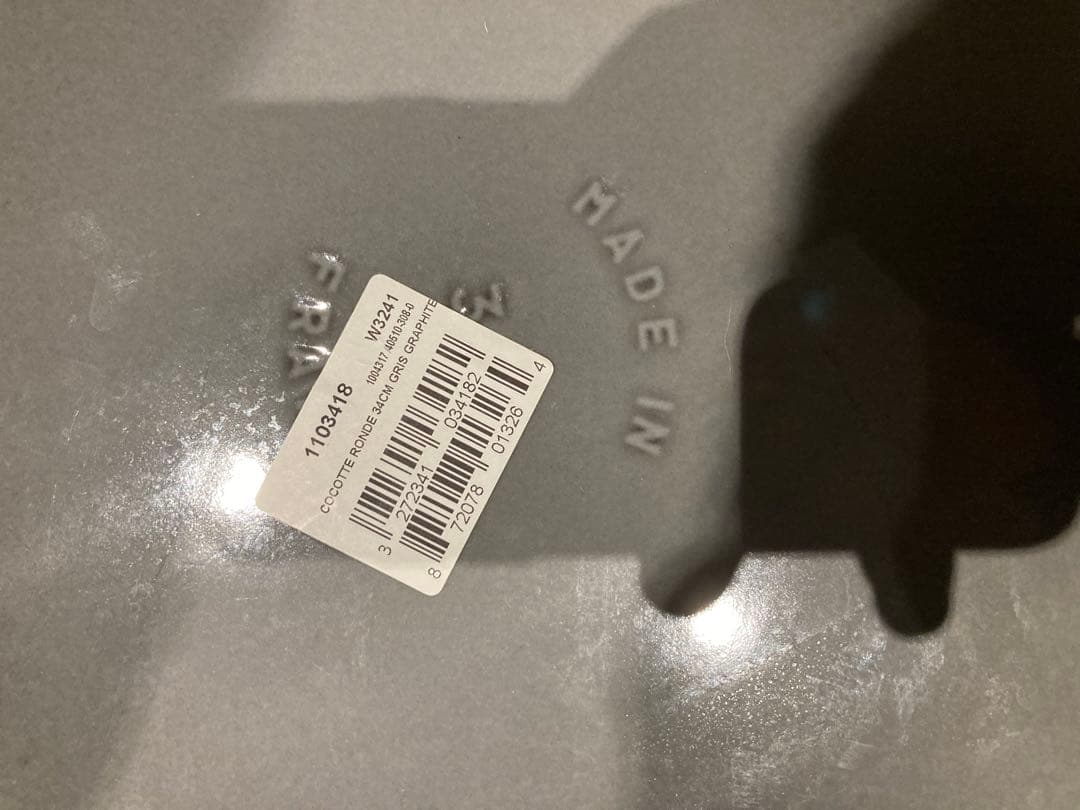 MADE IN
FRA
1103418
W3241
1004317 40510-308-0
COCOTTE RONDE 34CM GRIS GRAPHITE
3 272341 034182
8 72078 01326 4